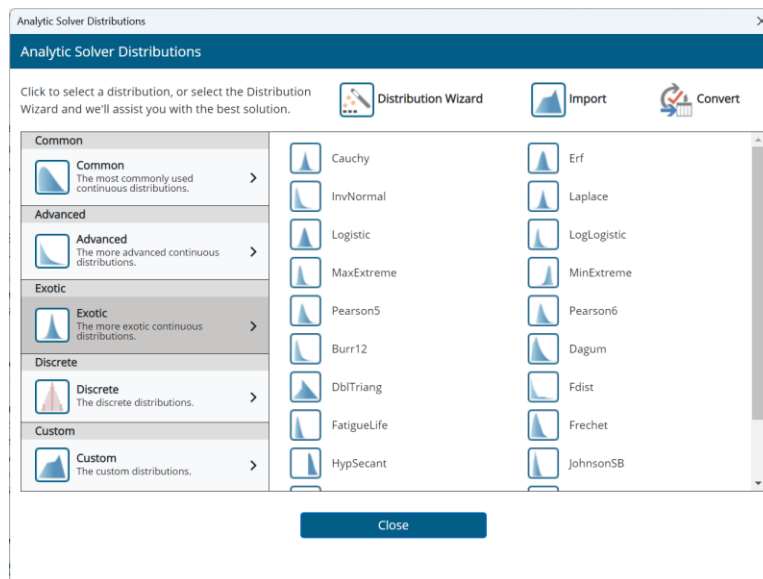 Analytic Solver Distributions
Analytic Solver Distributions
Click to select a distribution, or select the Distribution
Wizard and we'll assist you with the best solution.
Distribution Wizard
Import
Convert
Common
Common
The most commonly used
continuous distributions.
Advanced
Advanced
The more advanced continuous
distributions.
Exotic
Exotic
The more exotic continuous
distributions.
Discrete
Discrete
The discrete distributions.
Custom
Custom
The custom distributions.
Cauchy
Erf
InvNormal
Laplace
Logistic
LogLogistic
MaxExtreme
MinExtreme
Pearson5
Pearson6
Burr12
Dagum
DblTriang
Fdist
FatigueLife
Frechet
HypSecant
JohnsonSB
Close